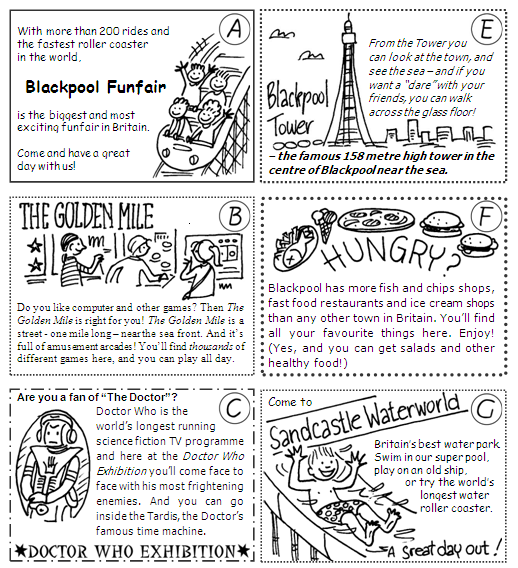 A
With more than 200 rides and
the fastest roller coaster
in the world,
Blackpool Funfair
is the biggest and most
exciting funfair in Britain.
Come and have a great
day with us!
E
From the Tower you
can look at the town, and
see the sea – and if you
want a “dare” with your
friends, you can walk
across the glass floor!
Blackpool
Tower
– the famous 158 metre high tower in the
centre of Blackpool near the sea.
THE GOLDEN MILE
B
Do you like computer and other games? Then The
Golden Mile is right for you! The Golden Mile is a
street - one mile long – near the sea front. And it's
full of amusement arcades! You'll find thousands of
different games here, and you can play all day.
F
HUNGRY?
Blackpool has more fish and chips shops,
fast food restaurants and ice cream shops
than any other town in Britain. You'll find
all your favourite things here. Enjoy!
(Yes, and you can get salads and other
healthy food!)
Are you a fan of “The Doctor”?
C
Doctor Who is the
world's longest running
science fiction TV programme
and here at the Doctor Who
Exhibition you'll come face to
face with his most frightening
enemies. And you can go
inside the Tardis, the Doctor's
famous time machine.
DOCTOR WHO EXHIBITION
Come to
G
Sandcastle Waterworld
Britain's best water park.
Swim in our super pool,
play on an old ship,
or try the world's
longest water
roller coaster.
A great day out!